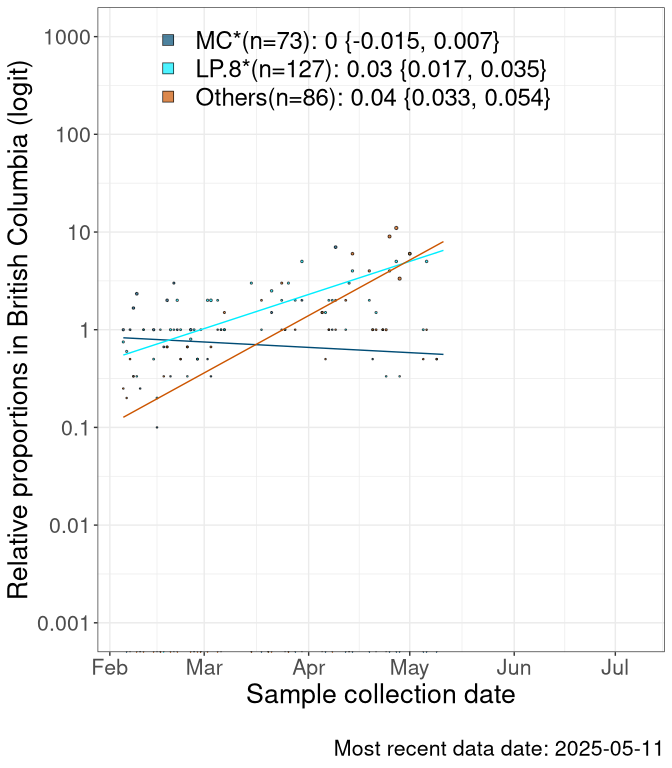 MC*(n=73): 0 {-0.015, 0.007}
LP.8*(n=127): 0.03 {0.017, 0.035}
Others(n=86): 0.04 {0.033, 0.054}
Relative proportions in British Columbia (logit)
1000
100
10
1
0.1
0.01
0.001
Feb Mar Apr May Jun Jul
Sample collection date
Most recent data date: 2025-05-11